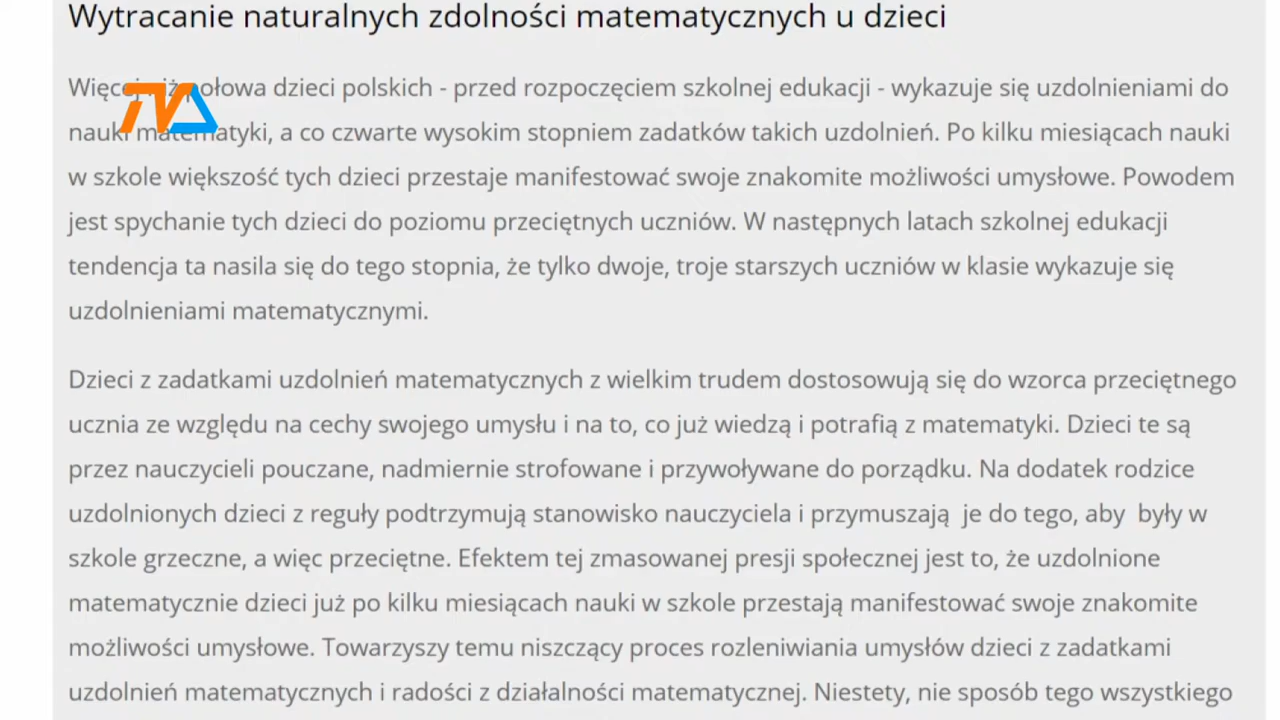 Wytracanie naturalnych zdolności matematycznych u dzieci
Więcej niż połowa dzieci polskich - przed rozpoczęciem szkolnej edukacji - wykazuje się uzdolnieniami do
nauki matematyki, a co czwarte wysokim stopniem zadatków takich uzdolnień. Po kilku miesiącach nauki
w szkole większość tych dzieci przestaje manifestować swoje znakomite możliwości umysłowe. Powodem
jest spychanie tych dzieci do poziomu przeciętnych uczniów. W następnych latach szkolnej edukacji
tendencja ta nasila się do tego stopnia, że tylko dwoje, troje starszych uczniów w klasie wykazuje się
uzdolnieniami matematycznymi.
Dzieci z zadatkami uzdolnień matematycznych z wielkim trudem dostosowują się do wzorca przeciętnego
ucznia ze względu na cechy swojego umysłu i na to, co już wiedzą i potrafią z matematyki. Dzieci te są
przez nauczycieli pouczane, nadmiernie strofowane i przywoływane do porządku. Na dodatek rodzice
uzdolnionych dzieci z reguły podtrzymują stanowisko nauczyciela i przymuszają  je do tego, aby  były w
szkole grzeczne, a więc przeciętne. Efektem tej zmasowanej presji społecznej jest to, że uzdolnione
matematycznie dzieci już po kilku miesiącach nauki w szkole przestają manifestować swoje znakomite
możliwości umysłowe. Towarzyszy temu niszczący proces rozleniwiania umysłów dzieci z zadatkami
uzdolnień matematycznych i radości z działalności matematycznej. Niestety, nie sposób tego wszystkiego